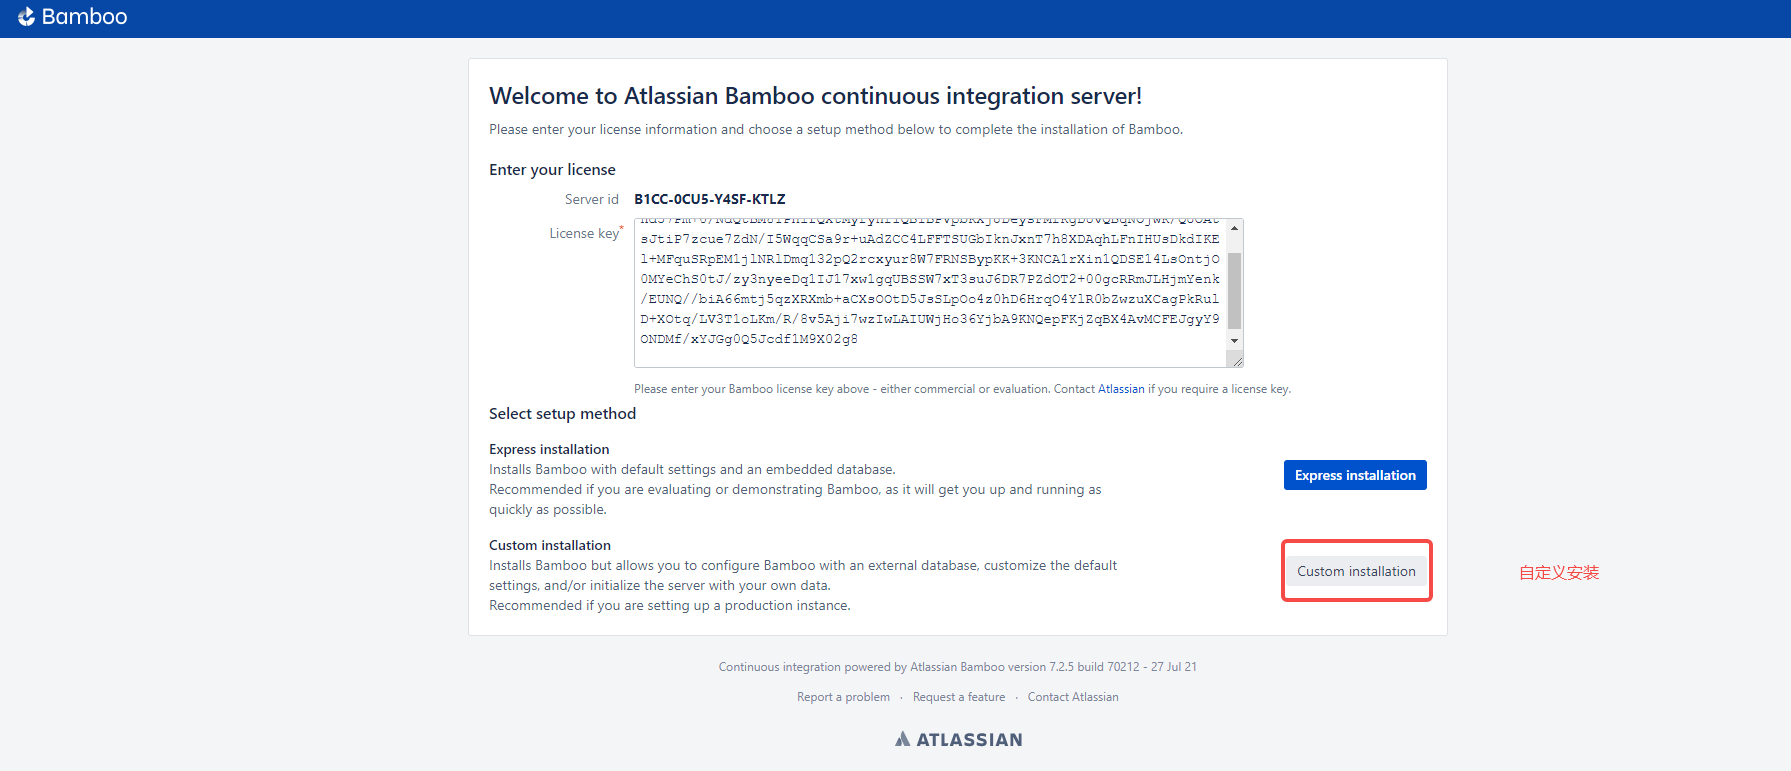 Bamboo
Welcome to Atlassian Bamboo continuous integration server!
Please enter your license information and choose a setup method below to complete the installation of Bamboo.
Enter your license
Server id B1CC-0CU5-Y4SF-KTLZ
License key*
sJtiP7zcue7ZdN/I5WqqCSa9r+uAdZCC4LFFTSUGbIknJxnT7h8XDAqhLFnIHUsDkdIKE
l+MFquSRpEM1jlNRlDmq132pQ2rcxyur8W7FRNSBypKK+3KNCA1rXin1QDSE14LsOntjO
0MYeChS0tJ/zy3nyeeDq1IJ17xw1gqUBSSW7xT3suJ6DR7PZdOT2+00gcRRmJLHjmYenk
/EUNQ//biA66mtj5qzXRXmb+aCXsOOtD5JsSLpOo4z0hD6HrqO4YlR0bZwzuXCagPkRul
D+XOtq/LV3T1oLKm/R/8v5Aji7wzIwLAIUWjHo36YjbA9KNQepFKjZqBX4AvMCFEJgyY9
ONDMf/xYJGg0Q5Jcdf1M9X02g8
Please enter your Bamboo license key above - either commercial or evaluation. Contact Atlassian if you require a license key.
Select setup method
Express installation
Installs Bamboo with default settings and an embedded database.
Recommended if you are evaluating or demonstrating Bamboo, as it will get you up and running as
quickly as possible.
Express installation
Custom installation
Installs Bamboo but allows you to configure Bamboo with an external database, customize the default
settings, and/or initialize the server with your own data.
Recommended if you are setting up a production instance.
Custom installation
自定义安装
Continuous integration powered by Atlassian Bamboo version 7.2.5 build 70212 - 27 Jul 21
Report a problem · Request a feature · Contact Atlassian
ATLASSIAN